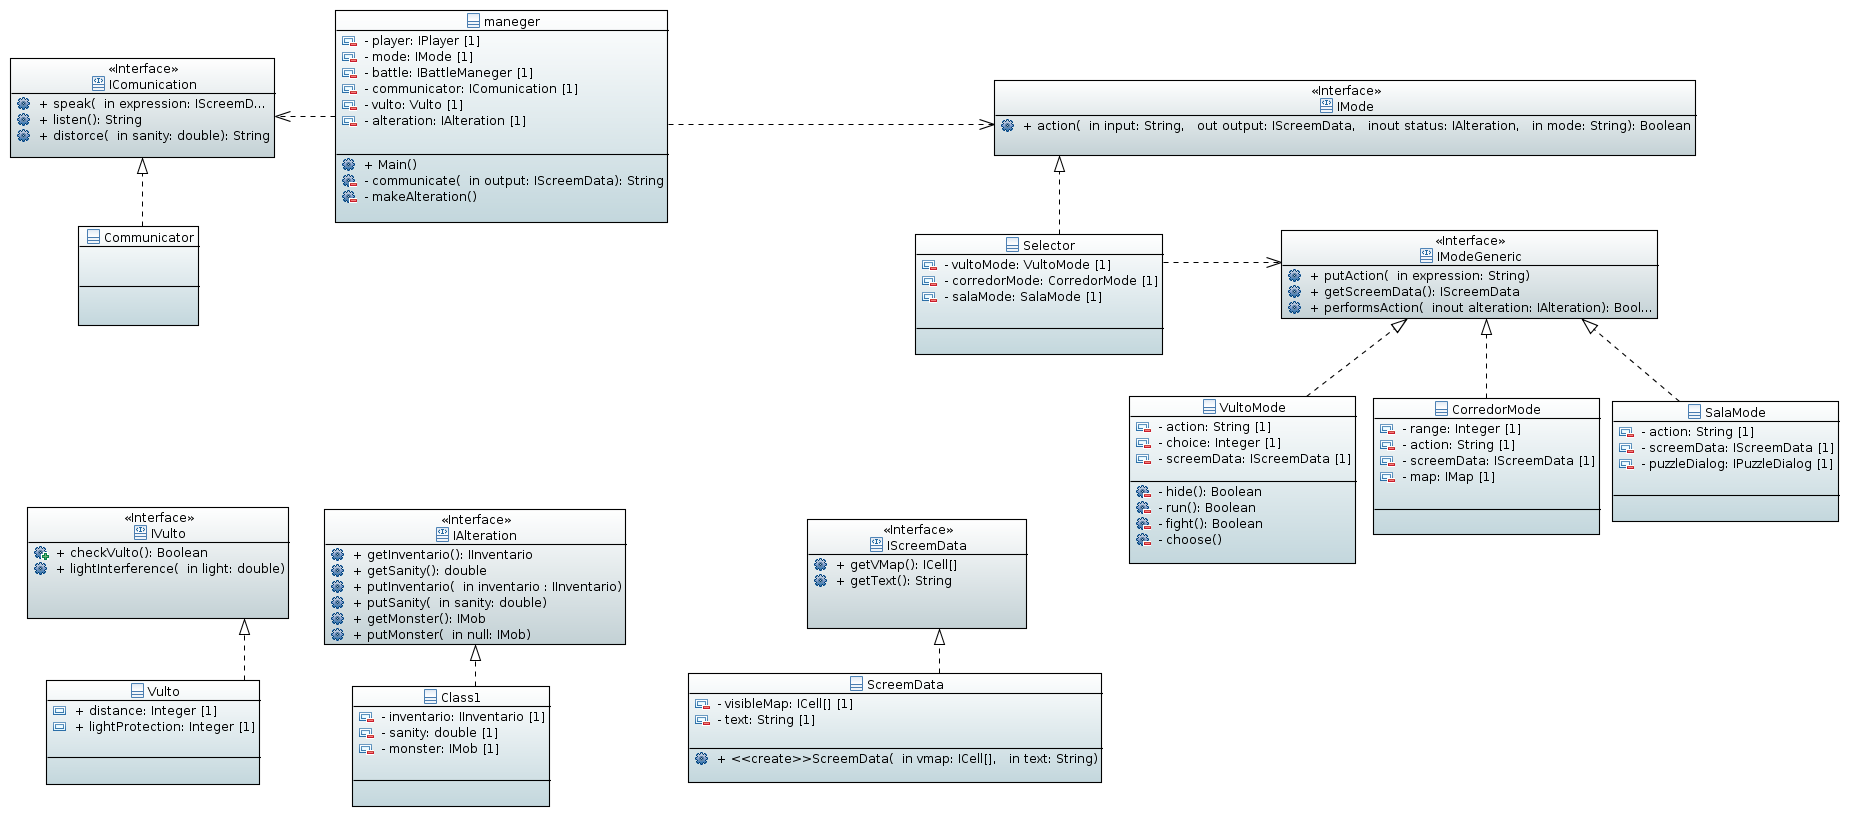 maneger
- player: IPlayer [1]
- mode: IMode [1]
- battle: IBattleManeger [1]
- communicator: IComunication [1]
- vulto: Vulto [1]
- alteration: IAlteration [1]
+ Main()
- communicate(  in output: IScreemData): String
- makeAlteration()
«Interface»
IComunication
+ speak(  in expression: IScreemD...
+ listen(): String
+ distorce(  in sanity: double): String
Communicator
«Interface»
IMode
+ action(  in input: String,   out output: IScreemData,   inout status: IAlteration,   in mode: String): Boolean
Selector
- vultoMode: VultoMode [1]
- corredorMode: CorredorMode [1]
- salaMode: SalaMode [1]
«Interface»
IModeGeneric
+ putAction(  in expression: String)
+ getScreemData(): IScreemData
+ performsAction(  inout alteration: IAlteration): Bool...
VultoMode
- action: String [1]
- choice: Integer [1]
- screemData: IScreemData [1]
- hide(): Boolean
- run(): Boolean
- fight(): Boolean
- choose()
CorredorMode
- range: Integer [1]
- action: String [1]
- screemData: IScreemData [1]
- map: IMap [1]
SalaMode
- action: String [1]
- screemData: IScreemData [1]
- puzzleDialog: IPuzzleDialog [1]
«Interface»
IVulto
+ checkVulto(): Boolean
+ lightInterference(  in light: double)
Vulto
+ distance: Integer [1]
+ lightProtection: Integer [1]
«Interface»
IAlteration
+ getInventario(): IInventario
+ getSanity(): double
+ putInventario(  in inventario : IInventario)
+ putSanity(  in sanity: double)
+ getMonster(): IMob
+ putMonster(  in null: IMob)
Class1
- inventario: IInventario [1]
- sanity: double [1]
- monster: IMob [1]
«Interface»
IScreemData
+ getVMap(): ICell[]
+ getText(): String
ScreemData
- visibleMap: ICell[] [1]
- text: String [1]
+ <<create>>ScreemData(  in vmap: ICell[],   in text: String)